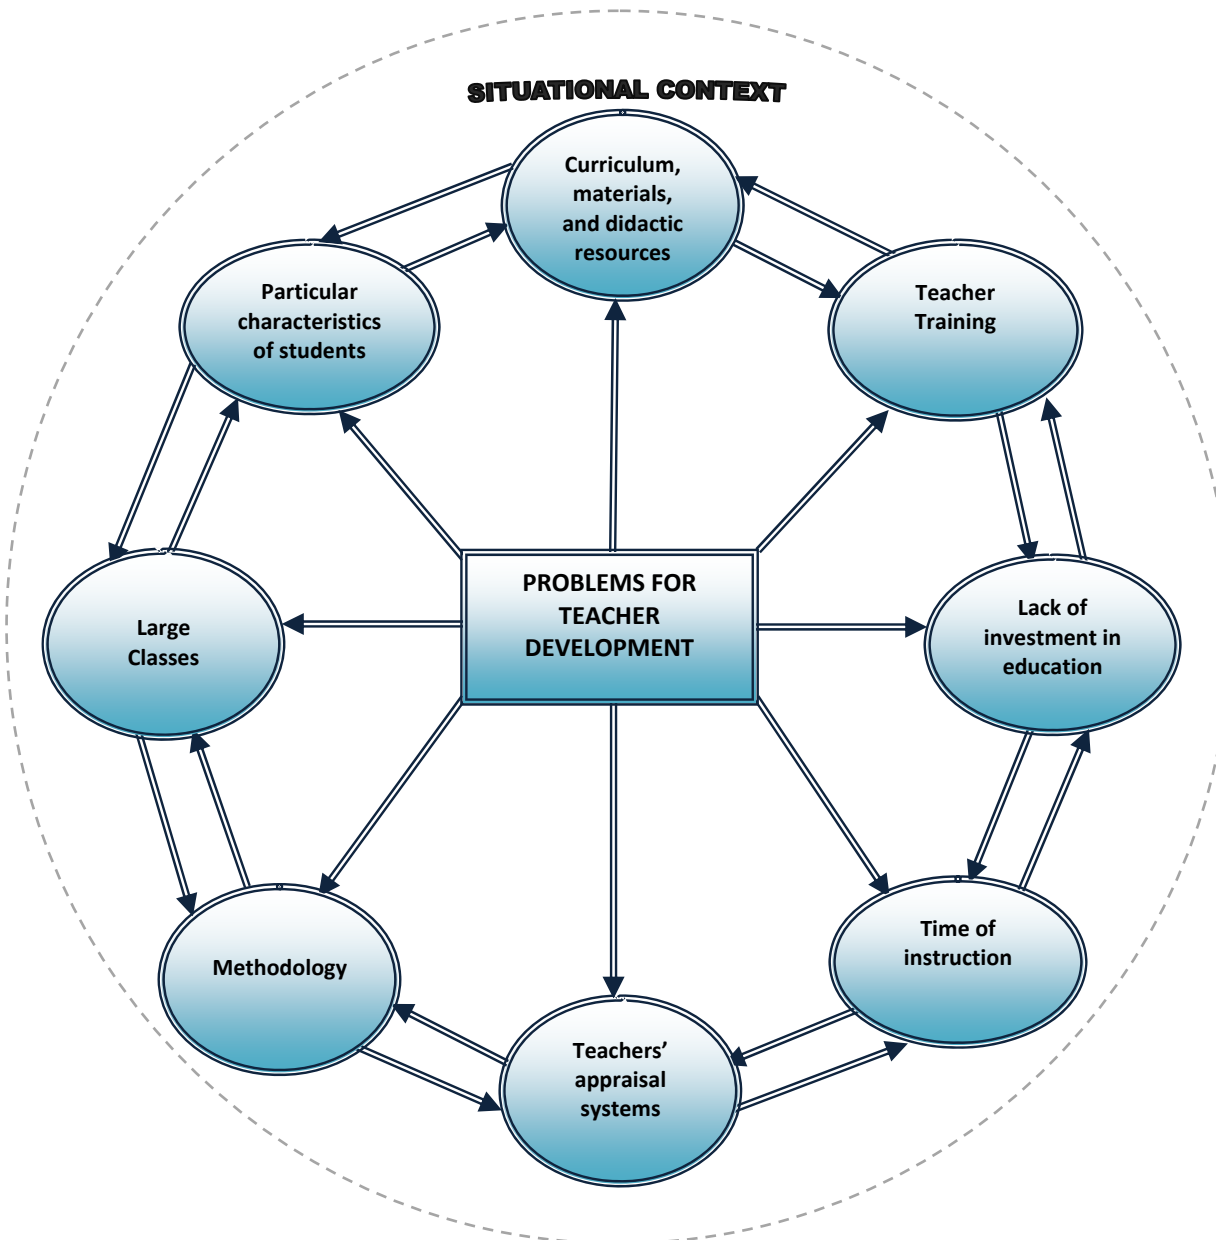 SITUATIONAL CONTEXT
Curriculum,
materials,
and didactic
resources
Particular
characteristics
of students
Teacher
Training
PROBLEMS FOR
TEACHER
DEVELOPMENT
Large
Classes
Lack of
investment in
education
Methodology
Time of
instruction
Teachers’
appraisal
systems